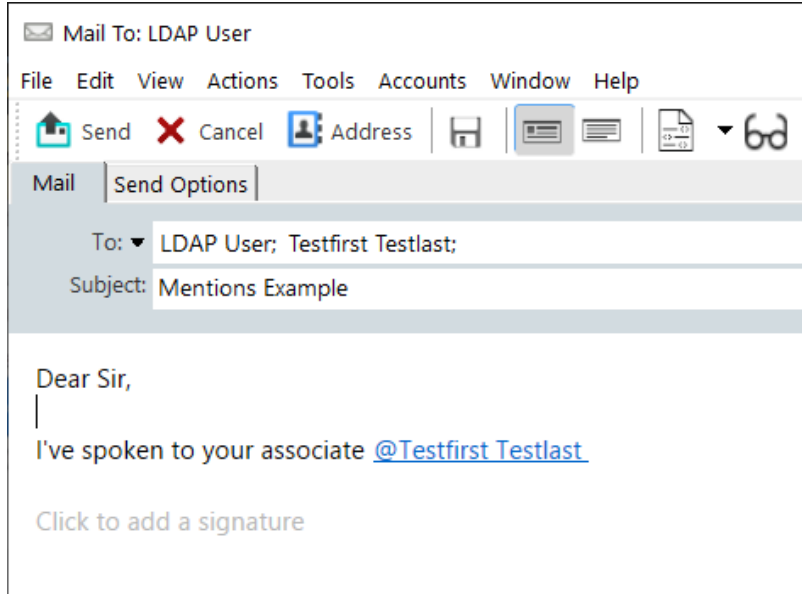 Mail To: LDAP User
File Edit View Actions Tools Accounts Window Help
Send Cancel Address
Mail Send Options
To: LDAP User; Testfirst Testlast;
Subject: Mentions Example
Dear Sir,
I've spoken to your associate @Testfirst Testlast
Click to add a signature